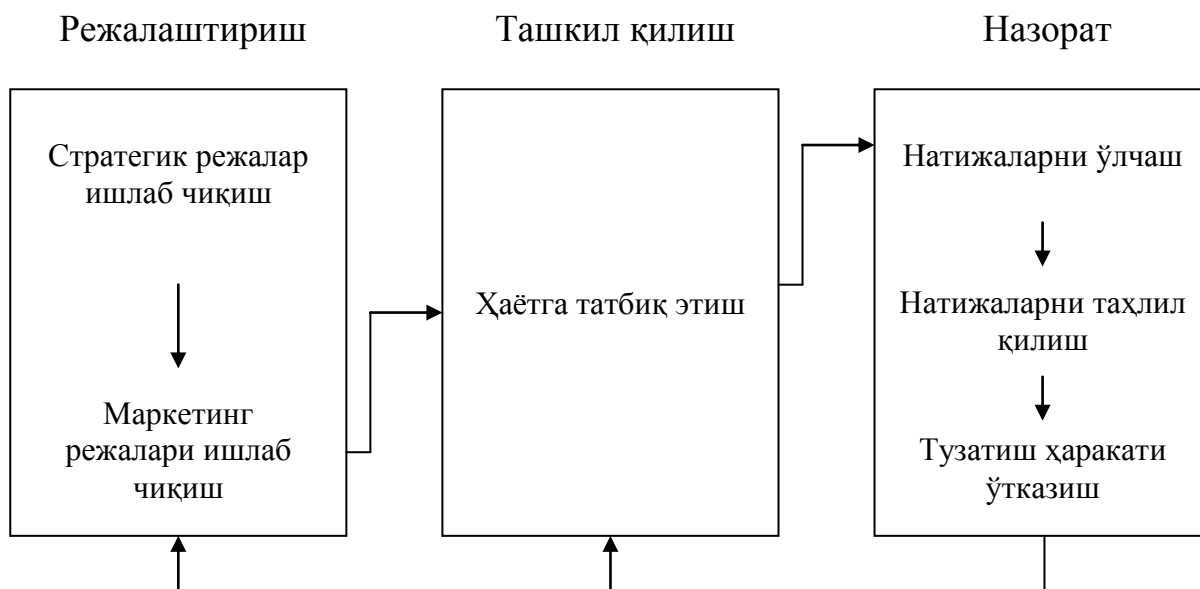 Режалаштириш
Ташкил қилиш
Назорат
Стратегик режалар
ишлаб чиқиш
Маркетинг
режалари ишлаб
чиқиш
Ҳаётга татбиқ этиш
Натижаларни ўлчаш
Натижаларни таҳлил
қилиш
Тузатиш ҳаракати
ўтказиш